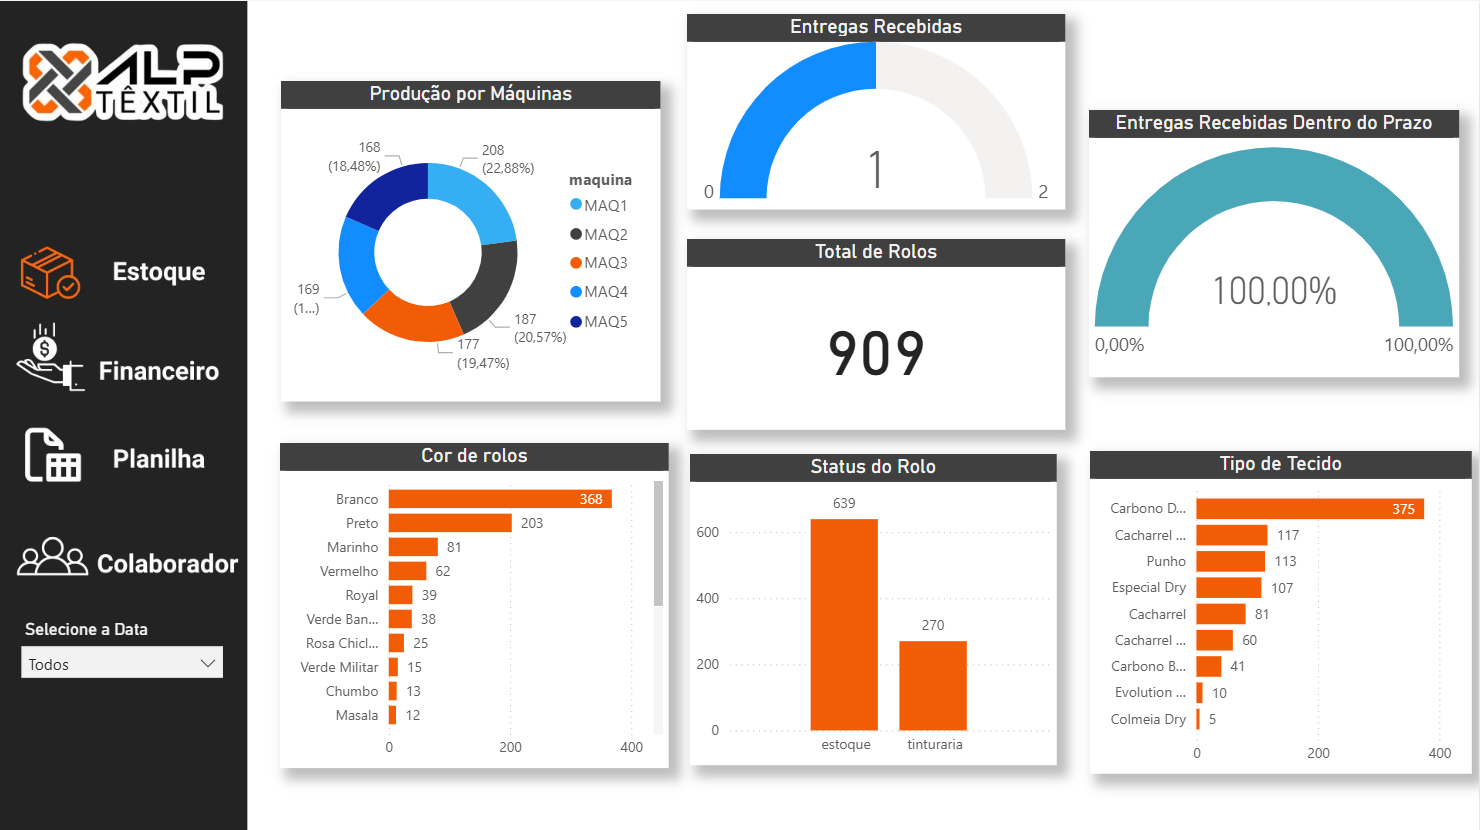 ALP
TÊXTIL
Estoque
Financeiro
Planilha
Colaborador
Selecione a Data
Todos
Produção por Máquinas
168
(18,48%)
208
(22,88%)
169
(1...)
187
(20,57%)
177
(19,47%)
maquina
MAQ1
MAQ2
MAQ3
MAQ4
MAQ5
Entregas Recebidas
1
0
2
Total de Rolos
909
Entregas Recebidas Dentro do Prazo
100,00%
0,00%
100,00%
Cor de rolos
Branco 368
Preto 203
Marinho 81
Vermelho 62
Royal 39
Verde Ban... 38
Rosa Chicl... 25
Verde Militar 15
Chumbo 13
Masala 12
0 200 400
Status do Rolo
639
600
400
270
200
0
estoque tinturaria
Tipo de Tecido
Carbono D... 375
Cacharrel ... 117
Punho 113
Especial Dry 107
Cacharrel 81
Cacharrel ... 60
Carbono B... 41
Evolution ... 10
Colmeia Dry 5
0 200 400